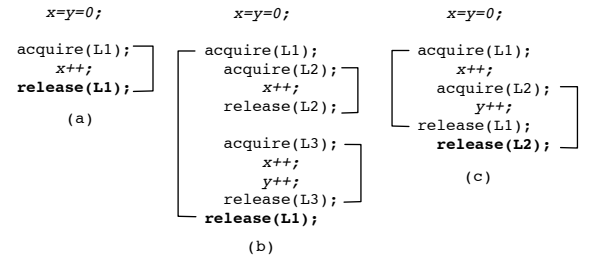 x=y=0;
acquire(L1);
x++;
release(L1);
(a)
x=y=0;
acquire(L1);
acquire(L2);
x++;
release(L2);
acquire(L3);
x++;
y++;
release(L3);
release(L1);
(b)
x=y=0;
acquire(L1);
x++;
acquire(L2);
y++;
release(L1);
release(L2);
(c)